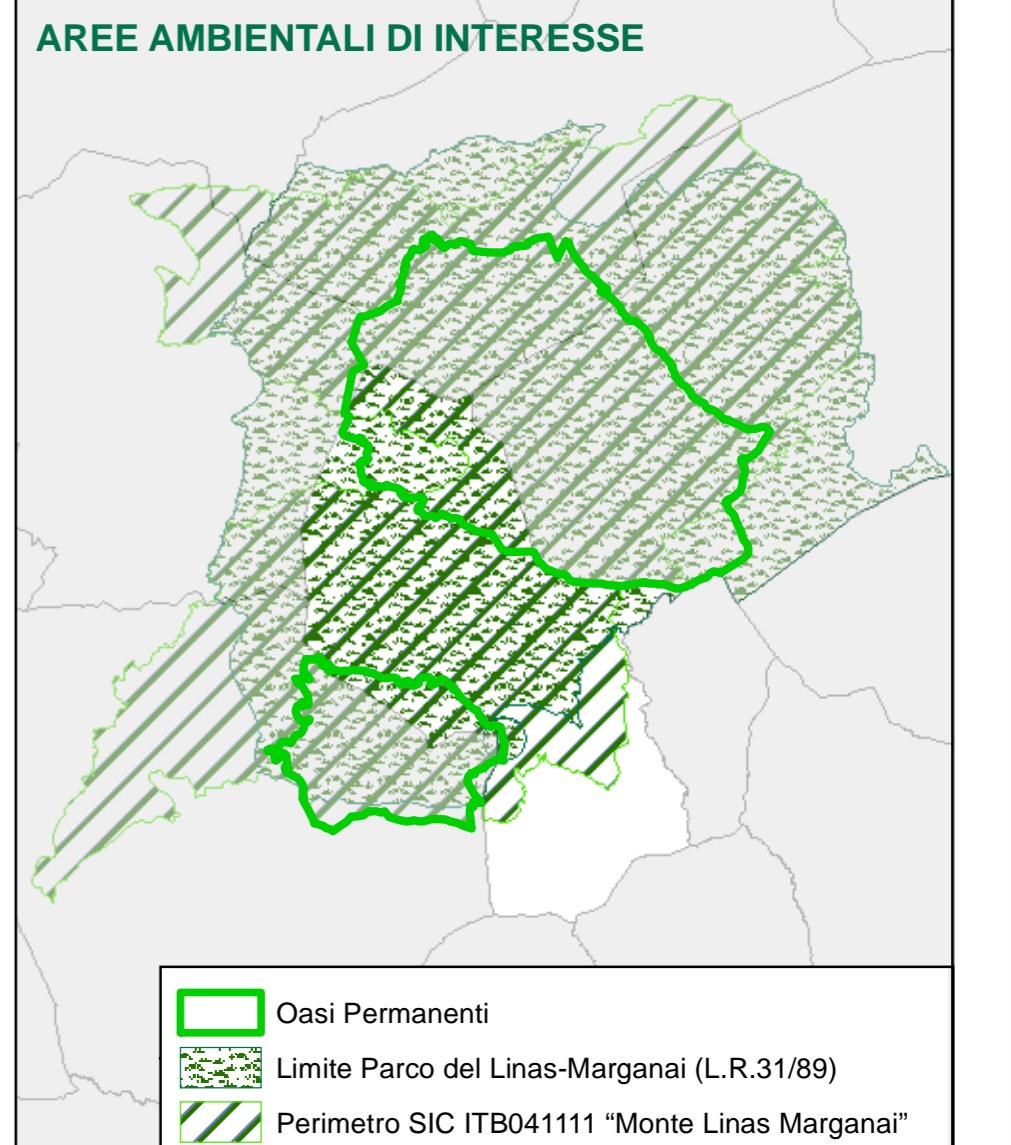 AREE AMBIENTALI DI INTERESSE
Oasi Permanenti
Limite Parco del Linas-Marganai (L.R.31/89)
Perimetro SIC ITB041111 “Monte Linas Marganai”